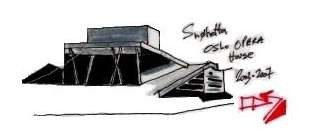 Snøhetta
Oslo OPERA
House
2003-2007